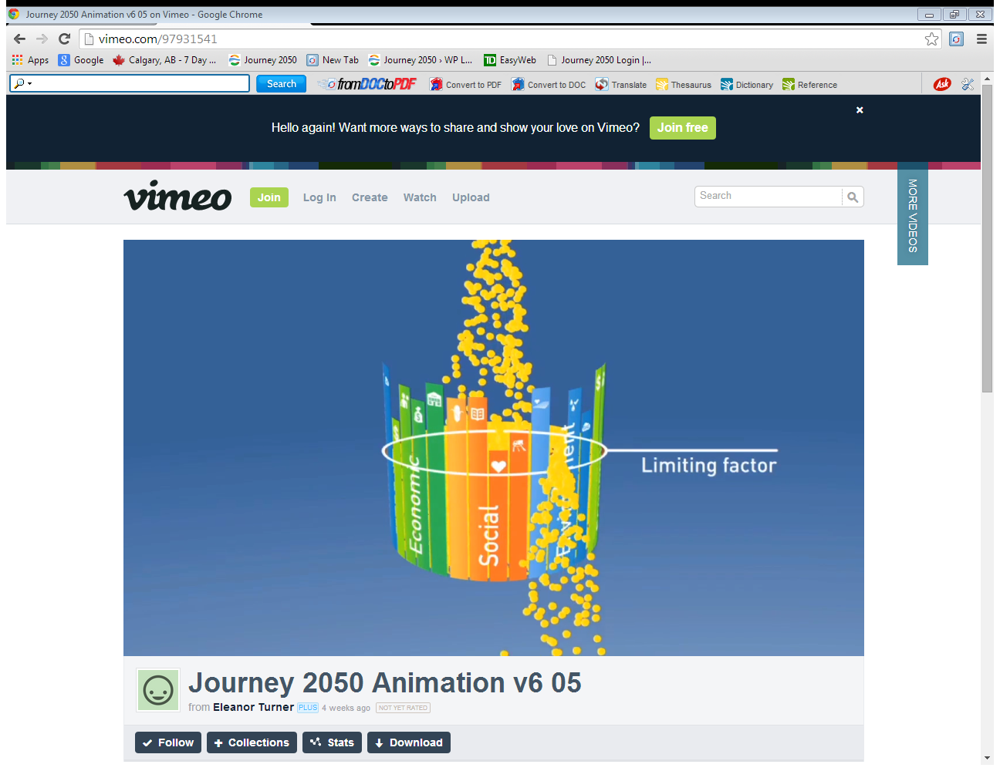 Journey 2050 Animation v6 05 on Vimeo - Google Chrome
vimeo.com/97931541
Apps Google Calgary, AB - 7 Day ... Journey 2050 New Tab Journey 2050 › WP L... EasyWeb Journey 2050 Login |...
Search fromDOCtoPDF Convert to PDF Convert to DOC Translate Thesaurus Dictionary Reference Ask
Hello again! Want more ways to share and show your love on Vimeo? Join free
vimeo Join Log In Create Watch Upload Search
MORE VIDEOS
Limiting factor
Economic
Social
Journey 2050 Animation v6 05
from Eleanor Turner PLUS 4 weeks ago NOT YET RATED
Follow Collections Stats Download